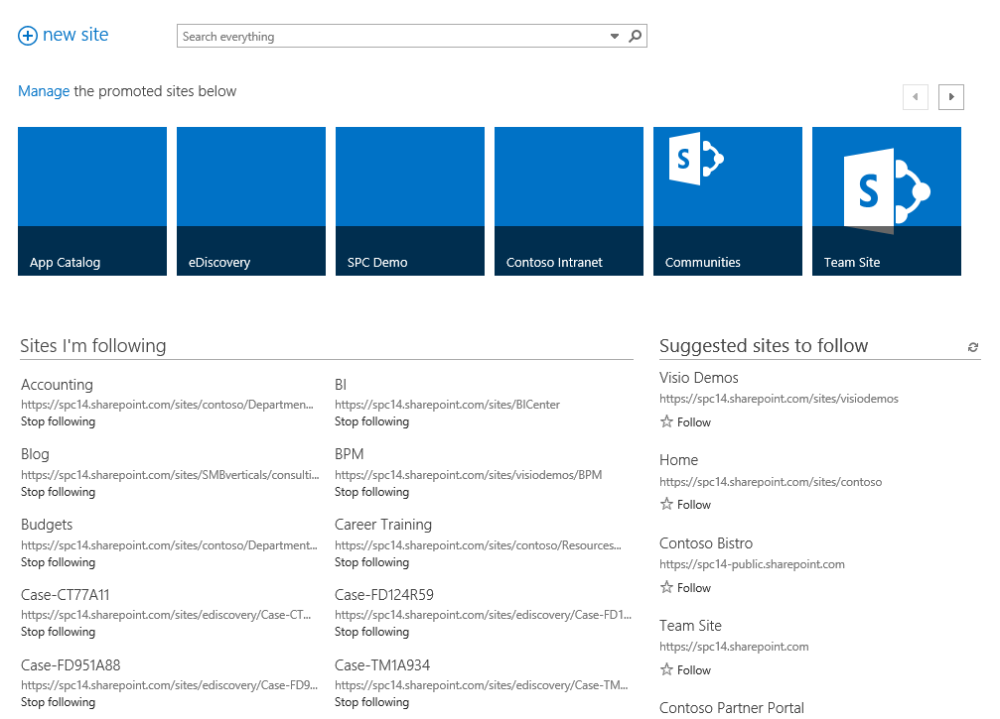 new site
Search everything
Manage the promoted sites below
App Catalog
eDiscovery
SPC Demo
Contoso Intranet
S
Communities
S
Team Site
Sites I'm following
Accounting
https://spc14.sharepoint.com/sites/contoso/Departmen...
Stop following
BI
https://spc14.sharepoint.com/sites/BICenter
Stop following
Blog
https://spc14.sharepoint.com/sites/SMBverticals/consulti...
Stop following
BPM
https://spc14.sharepoint.com/sites/visiodemos/BPM
Stop following
Budgets
https://spc14.sharepoint.com/sites/contoso/Department...
Stop following
Career Training
https://spc14.sharepoint.com/sites/contoso/Resources...
Stop following
Case-CT77A11
https://spc14.sharepoint.com/sites/ediscovery/Case-CT...
Stop following
Case-FD124R59
https://spc14.sharepoint.com/sites/ediscovery/Case-FD1...
Stop following
Case-FD951A88
https://spc14.sharepoint.com/sites/ediscovery/Case-FD9...
Stop following
Case-TM1A934
https://spc14.sharepoint.com/sites/ediscovery/Case-TM...
Stop following
Suggested sites to follow
Visio Demos
https://spc14.sharepoint.com/sites/visiodemos
Follow
Home
https://spc14.sharepoint.com/sites/contoso
Follow
Contoso Bistro
https://spc14-public.sharepoint.com
Follow
Team Site
https://spc14.sharepoint.com
Follow
Contoso Partner Portal